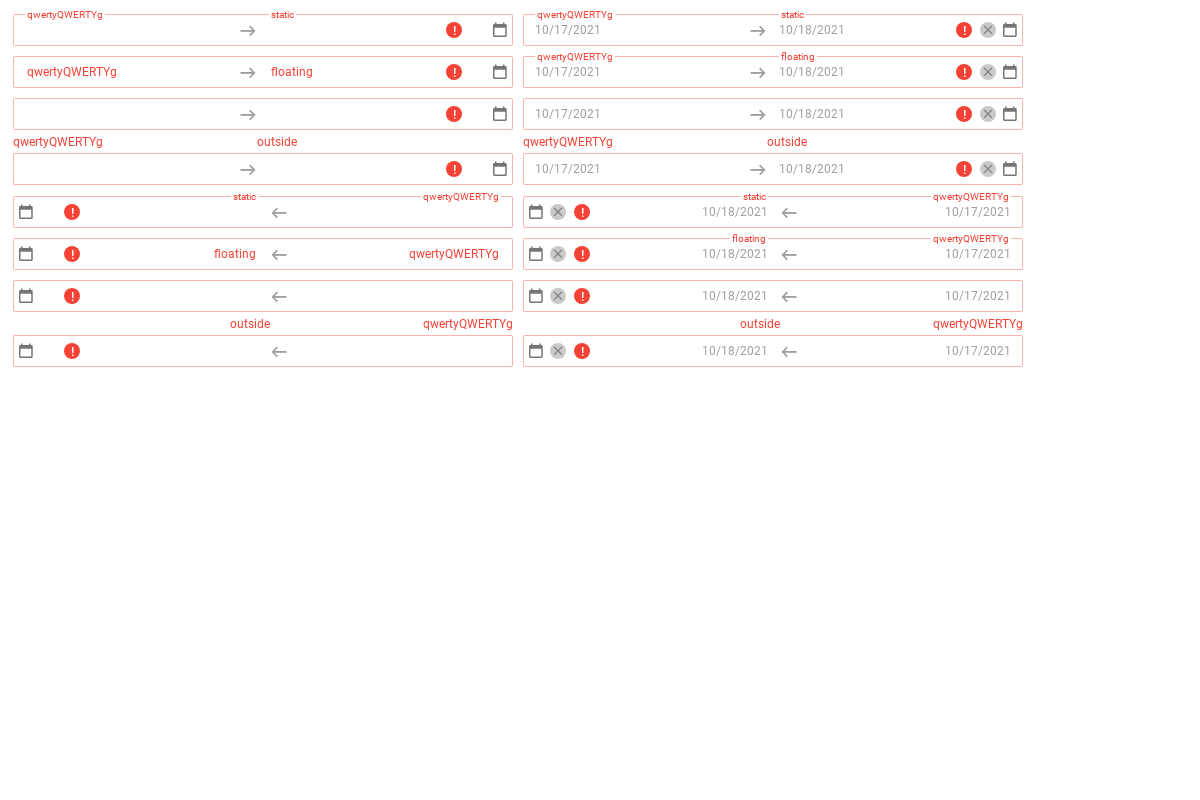 qwertyQWERTYg static qwertyQWERTYg static
10/17/2021 10/18/2021
qwertyQWERTYg floating
qwertyQWERTYg floating 10/17/2021 10/18/2021
10/17/2021 10/18/2021
qwertyQWERTYg outside qwertyQWERTYg outside
10/17/2021 10/18/2021
static qwertyQWERTYg static qwertyQWERTYg
10/18/2021 10/17/2021
floating qwertyQWERTYg
floating qwertyQWERTYg 10/18/2021 10/17/2021
10/18/2021 10/17/2021
outside qwertyQWERTYg outside qwertyQWERTYg
10/18/2021 10/17/2021